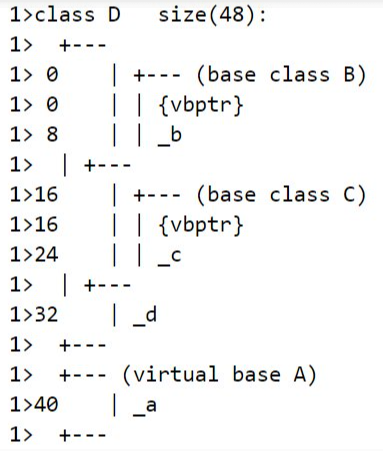 1>class D   size(48):
1>  +---
1> 0     | +--- (base class B)
1> 0     | | {vbptr}
1> 8     | | _b
1>  | +---
1>16     | +--- (base class C)
1>16     | | {vbptr}
1>24     | | _c
1>  | +---
1>32     | _d
1>  +---
1>  +--- (virtual base A)
1>40     | _a
1>  +---